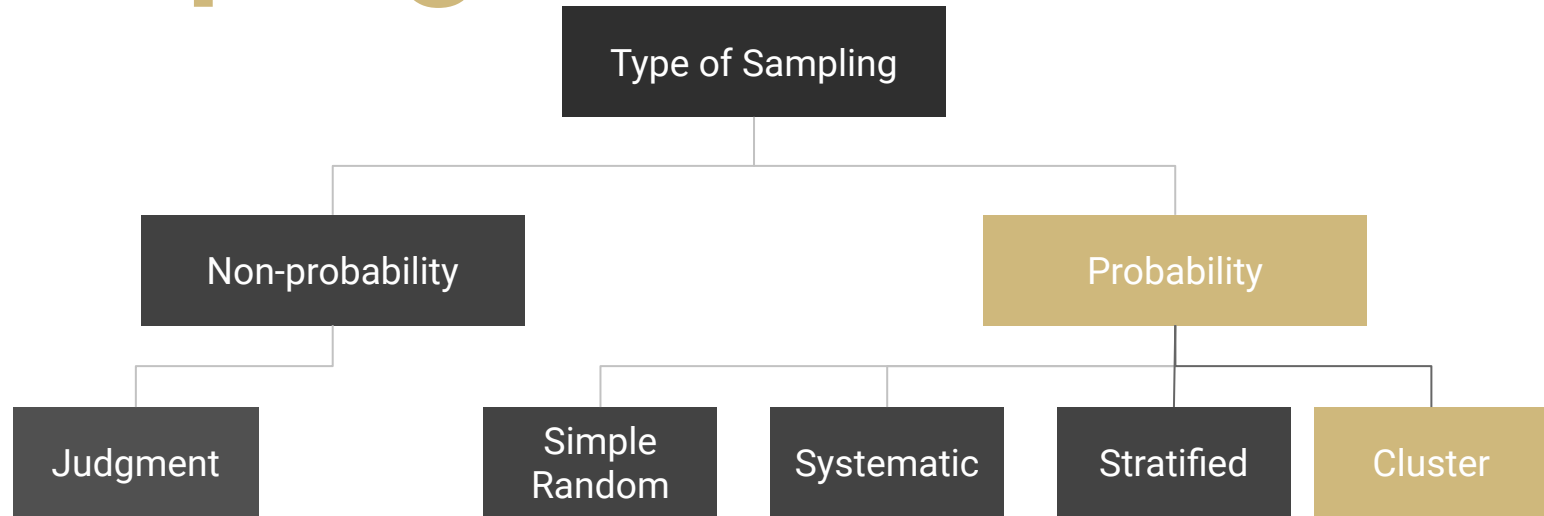 Type of Sampling
Non-probability
Probability
Judgment
Simple
Random
Systematic
Stratified
Cluster